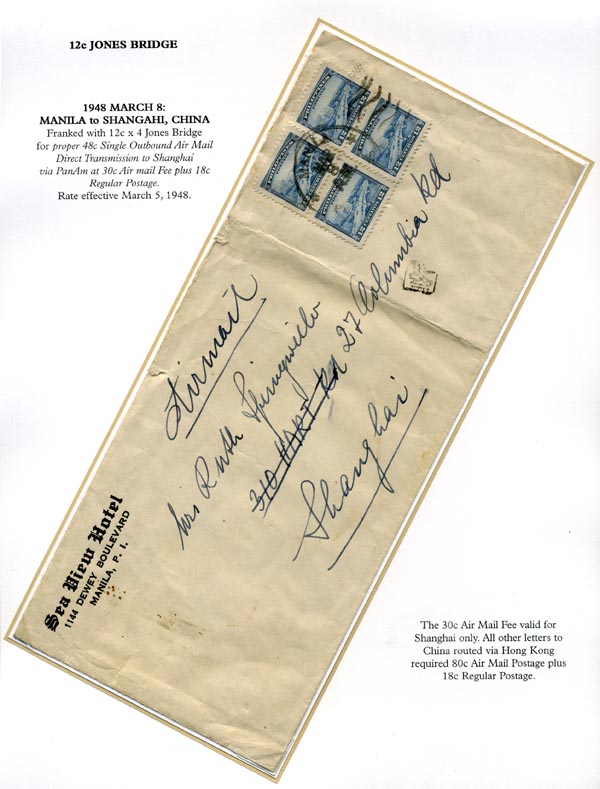 12c JONES BRIDGE
1948 MARCH 8:
MANILA to SHANGAHI, CHINA
Franked with 12c x 4 Jones Bridge
for proper 48c Single Outbound Air Mail
Direct Transmission to Shanghai
via PanAm at 30c Air mail Fee plus 18c
Regular Postage.
Rate effective March 5, 1948.
Airmail
Mrs Ruth
310 HART Rd 27 Columbia Rd
Shanghai
Sea View Hotel
1144 DEWEY BOULEVARD
MANILA, P. I.
The 30c Air Mail Fee valid for
Shanghai only. All other letters to
China routed via Hong Kong
required 80c Air Mail Postage plus
18c Regular Postage.